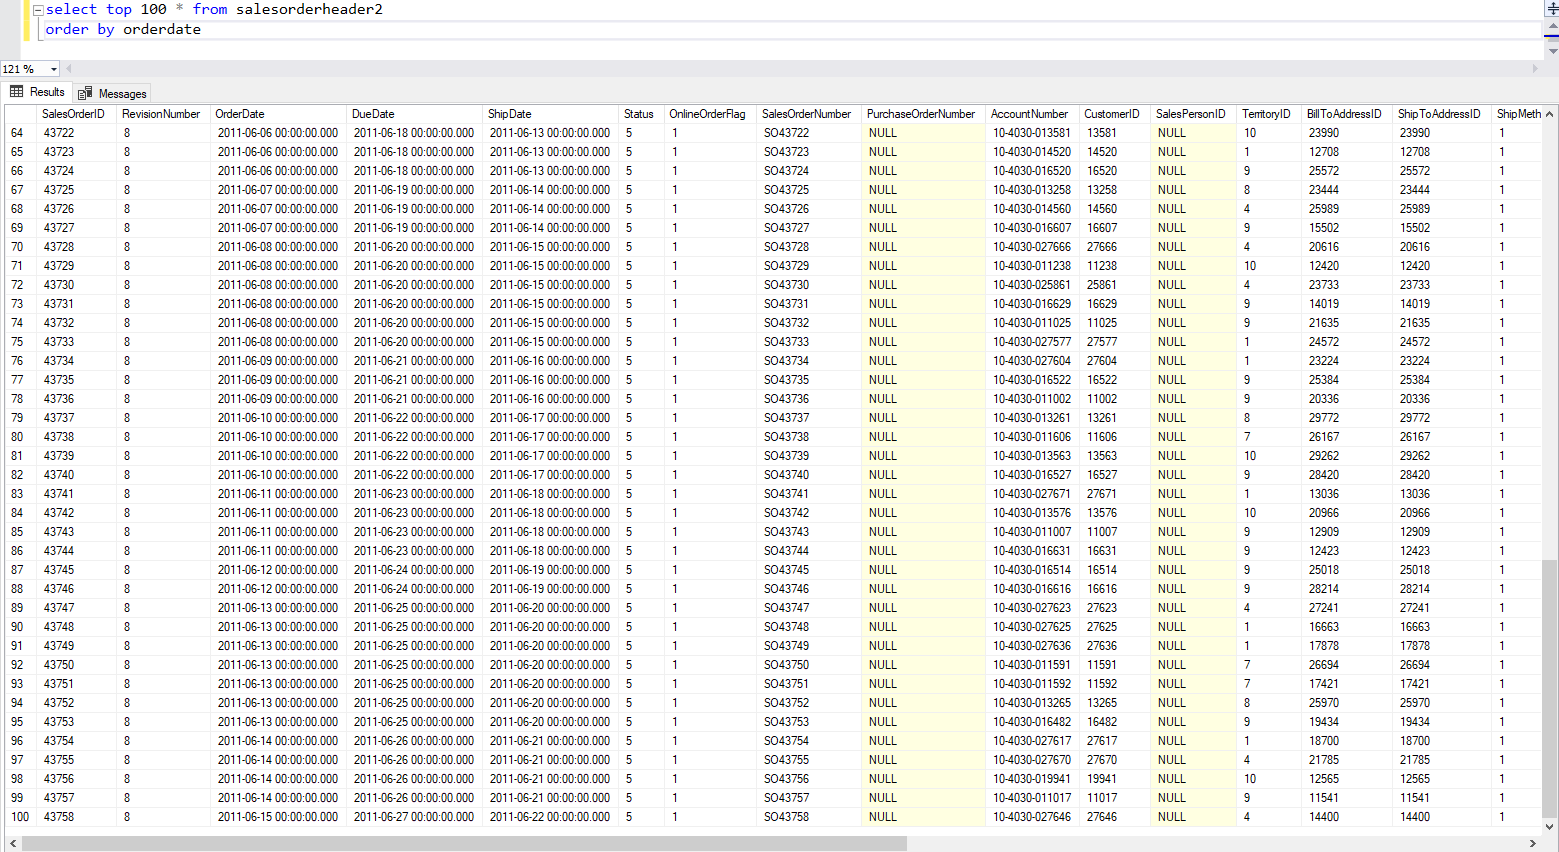 select top 100 * from salesorderheader2
order by orderdate
121 %
Results Messages
SalesOrderID RevisionNumber OrderDate DueDate ShipDate Status OnlineOrderFlag SalesOrderNumber PurchaseOrderNumber AccountNumber CustomerID SalesPersonID TerritoryID BillToAddressID ShipToAddressID ShipMeth
64 43722 8 2011-06-06 00:00:00.000 2011-06-18 00:00:00.000 2011-06-13 00:00:00.000 5 1 SO43722 NULL 10-4030-013581 13581 NULL 10 23990 23990 1
65 43723 8 2011-06-06 00:00:00.000 2011-06-18 00:00:00.000 2011-06-13 00:00:00.000 5 1 SO43723 NULL 10-4030-014520 14520 NULL 1 12708 12708 1
66 43724 8 2011-06-06 00:00:00.000 2011-06-18 00:00:00.000 2011-06-13 00:00:00.000 5 1 SO43724 NULL 10-4030-016520 16520 NULL 9 25572 25572 1
67 43725 8 2011-06-07 00:00:00.000 2011-06-19 00:00:00.000 2011-06-14 00:00:00.000 5 1 SO43725 NULL 10-4030-013258 13258 NULL 8 23444 23444 1
68 43726 8 2011-06-07 00:00:00.000 2011-06-19 00:00:00.000 2011-06-14 00:00:00.000 5 1 SO43726 NULL 10-4030-014560 14560 NULL 4 25989 25989 1
69 43727 8 2011-06-07 00:00:00.000 2011-06-19 00:00:00.000 2011-06-14 00:00:00.000 5 1 SO43727 NULL 10-4030-016607 16607 NULL 9 15502 15502 1
70 43728 8 2011-06-08 00:00:00.000 2011-06-20 00:00:00.000 2011-06-15 00:00:00.000 5 1 SO43728 NULL 10-4030-027666 27666 NULL 4 20616 20616 1
71 43729 8 2011-06-08 00:00:00.000 2011-06-20 00:00:00.000 2011-06-15 00:00:00.000 5 1 SO43729 NULL 10-4030-011238 11238 NULL 10 12420 12420 1
72 43730 8 2011-06-08 00:00:00.000 2011-06-20 00:00:00.000 2011-06-15 00:00:00.000 5 1 SO43730 NULL 10-4030-025861 25861 NULL 4 23733 23733 1
73 43731 8 2011-06-08 00:00:00.000 2011-06-20 00:00:00.000 2011-06-15 00:00:00.000 5 1 SO43731 NULL 10-4030-016629 16629 NULL 9 14019 14019 1
74 43732 8 2011-06-08 00:00:00.000 2011-06-20 00:00:00.000 2011-06-15 00:00:00.000 5 1 SO43732 NULL 10-4030-011025 11025 NULL 9 21635 21635 1
75 43733 8 2011-06-08 00:00:00.000 2011-06-20 00:00:00.000 2011-06-15 00:00:00.000 5 1 SO43733 NULL 10-4030-027577 27577 NULL 1 24572 24572 1
76 43734 8 2011-06-09 00:00:00.000 2011-06-21 00:00:00.000 2011-06-16 00:00:00.000 5 1 SO43734 NULL 10-4030-027604 27604 NULL 1 23224 23224 1
77 43735 8 2011-06-09 00:00:00.000 2011-06-21 00:00:00.000 2011-06-16 00:00:00.000 5 1 SO43735 NULL 10-4030-016522 16522 NULL 9 25384 25384 1
78 43736 8 2011-06-09 00:00:00.000 2011-06-21 00:00:00.000 2011-06-16 00:00:00.000 5 1 SO43736 NULL 10-4030-011002 11002 NULL 9 20336 20336 1
79 43737 8 2011-06-10 00:00:00.000 2011-06-22 00:00:00.000 2011-06-17 00:00:00.000 5 1 SO43737 NULL 10-4030-013261 13261 NULL 8 29772 29772 1
80 43738 8 2011-06-10 00:00:00.000 2011-06-22 00:00:00.000 2011-06-17 00:00:00.000 5 1 SO43738 NULL 10-4030-011606 11606 NULL 7 26167 26167 1
81 43739 8 2011-06-10 00:00:00.000 2011-06-22 00:00:00.000 2011-06-17 00:00:00.000 5 1 SO43739 NULL 10-4030-013563 13563 NULL 10 29262 29262 1
82 43740 8 2011-06-10 00:00:00.000 2011-06-22 00:00:00.000 2011-06-17 00:00:00.000 5 1 SO43740 NULL 10-4030-016527 16527 NULL 9 28420 28420 1
83 43741 8 2011-06-11 00:00:00.000 2011-06-23 00:00:00.000 2011-06-18 00:00:00.000 5 1 SO43741 NULL 10-4030-027671 27671 NULL 1 13036 13036 1
84 43742 8 2011-06-11 00:00:00.000 2011-06-23 00:00:00.000 2011-06-18 00:00:00.000 5 1 SO43742 NULL 10-4030-013576 13576 NULL 10 20966 20966 1
85 43743 8 2011-06-11 00:00:00.000 2011-06-23 00:00:00.000 2011-06-18 00:00:00.000 5 1 SO43743 NULL 10-4030-011007 11007 NULL 9 12909 12909 1
86 43744 8 2011-06-11 00:00:00.000 2011-06-23 00:00:00.000 2011-06-18 00:00:00.000 5 1 SO43744 NULL 10-4030-016631 16631 NULL 9 12423 12423 1
87 43745 8 2011-06-12 00:00:00.000 2011-06-24 00:00:00.000 2011-06-19 00:00:00.000 5 1 SO43745 NULL 10-4030-016514 16514 NULL 9 25018 25018 1
88 43746 8 2011-06-12 00:00:00.000 2011-06-24 00:00:00.000 2011-06-19 00:00:00.000 5 1 SO43746 NULL 10-4030-016616 16616 NULL 9 28214 28214 1
89 43747 8 2011-06-13 00:00:00.000 2011-06-25 00:00:00.000 2011-06-20 00:00:00.000 5 1 SO43747 NULL 10-4030-027623 27623 NULL 4 27241 27241 1
90 43748 8 2011-06-13 00:00:00.000 2011-06-25 00:00:00.000 2011-06-20 00:00:00.000 5 1 SO43748 NULL 10-4030-027625 27625 NULL 1 16663 16663 1
91 43749 8 2011-06-13 00:00:00.000 2011-06-25 00:00:00.000 2011-06-20 00:00:00.000 5 1 SO43749 NULL 10-4030-027636 27636 NULL 1 17878 17878 1
92 43750 8 2011-06-13 00:00:00.000 2011-06-25 00:00:00.000 2011-06-20 00:00:00.000 5 1 SO43750 NULL 10-4030-011591 11591 NULL 7 26694 26694 1
93 43751 8 2011-06-13 00:00:00.000 2011-06-25 00:00:00.000 2011-06-20 00:00:00.000 5 1 SO43751 NULL 10-4030-011592 11592 NULL 7 17421 17421 1
94 43752 8 2011-06-13 00:00:00.000 2011-06-25 00:00:00.000 2011-06-20 00:00:00.000 5 1 SO43752 NULL 10-4030-013265 13265 NULL 8 25970 25970 1
95 43753 8 2011-06-13 00:00:00.000 2011-06-25 00:00:00.000 2011-06-20 00:00:00.000 5 1 SO43753 NULL 10-4030-016482 16482 NULL 9 19434 19434 1
96 43754 8 2011-06-14 00:00:00.000 2011-06-26 00:00:00.000 2011-06-21 00:00:00.000 5 1 SO43754 NULL 10-4030-027617 27617 NULL 1 18700 18700 1
97 43755 8 2011-06-14 00:00:00.000 2011-06-26 00:00:00.000 2011-06-21 00:00:00.000 5 1 SO43755 NULL 10-4030-027670 27670 NULL 4 21785 21785 1
98 43756 8 2011-06-14 00:00:00.000 2011-06-26 00:00:00.000 2011-06-21 00:00:00.000 5 1 SO43756 NULL 10-4030-019941 19941 NULL 10 12565 12565 1
99 43757 8 2011-06-14 00:00:00.000 2011-06-26 00:00:00.000 2011-06-21 00:00:00.000 5 1 SO43757 NULL 10-4030-011017 11017 NULL 9 11541 11541 1
100 43758 8 2011-06-15 00:00:00.000 2011-06-27 00:00:00.000 2011-06-22 00:00:00.000 5 1 SO43758 NULL 10-4030-027646 27646 NULL 4 14400 14400 1